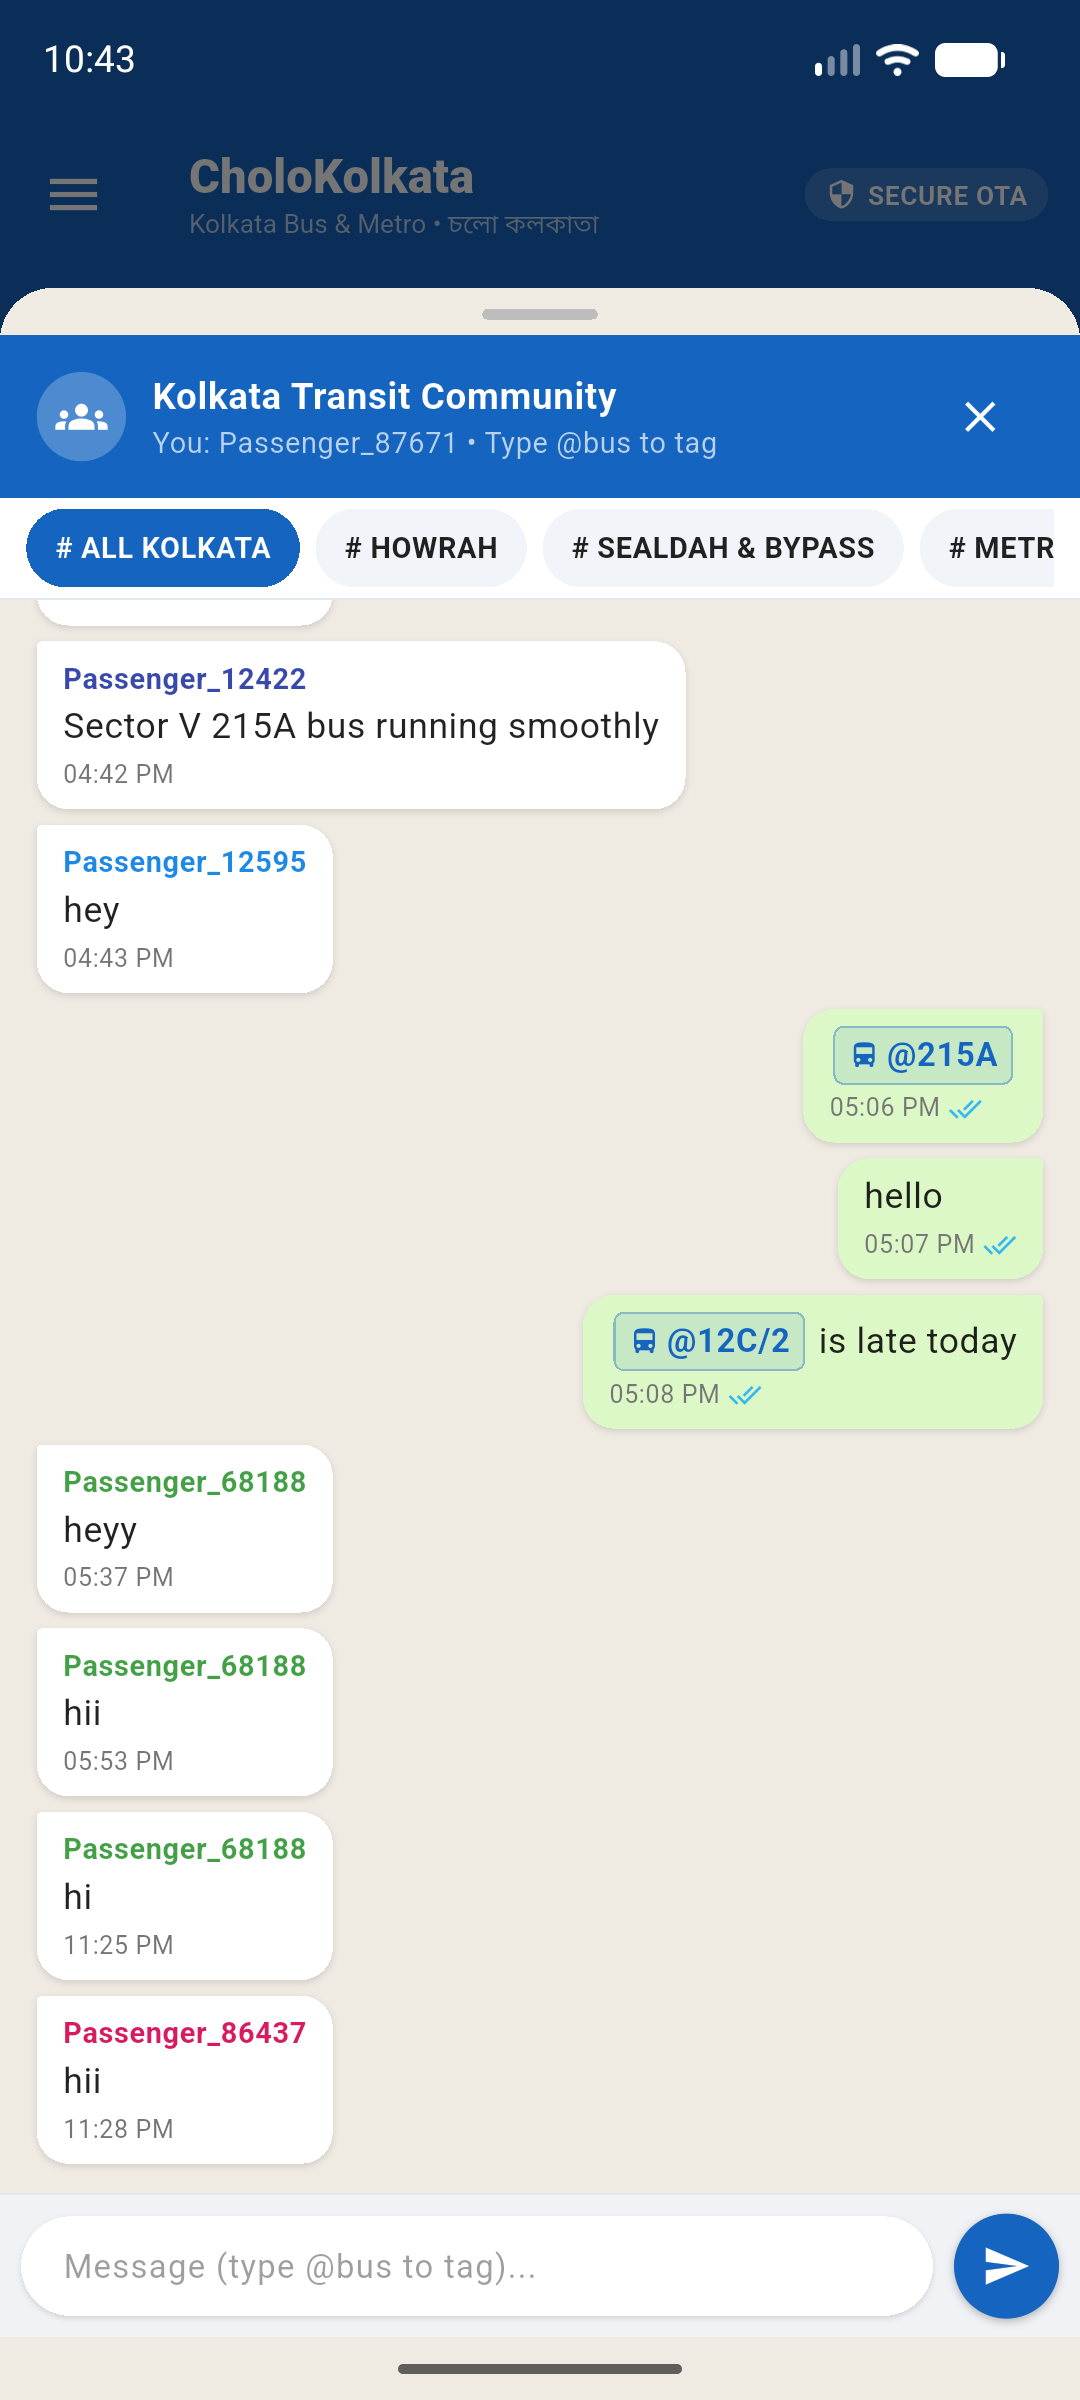 10:43
CholoKolkata
Kolkata Bus & Metro • চলো কলকাতা
SECURE OTA
Kolkata Transit Community
You: Passenger_87671 • Type @bus to tag
# ALL KOLKATA
# HOWRAH
# SEALDAH & BYPASS
# METR
Passenger_12422
Sector V 215A bus running smoothly
04:42 PM
Passenger_12595
hey
04:43 PM
@215A
05:06 PM
hello
05:07 PM
@12C/2 is late today
05:08 PM
Passenger_68188
heyy
05:37 PM
Passenger_68188
hii
05:53 PM
Passenger_68188
hi
11:25 PM
Passenger_86437
hii
11:28 PM
Message (type @bus to tag)...